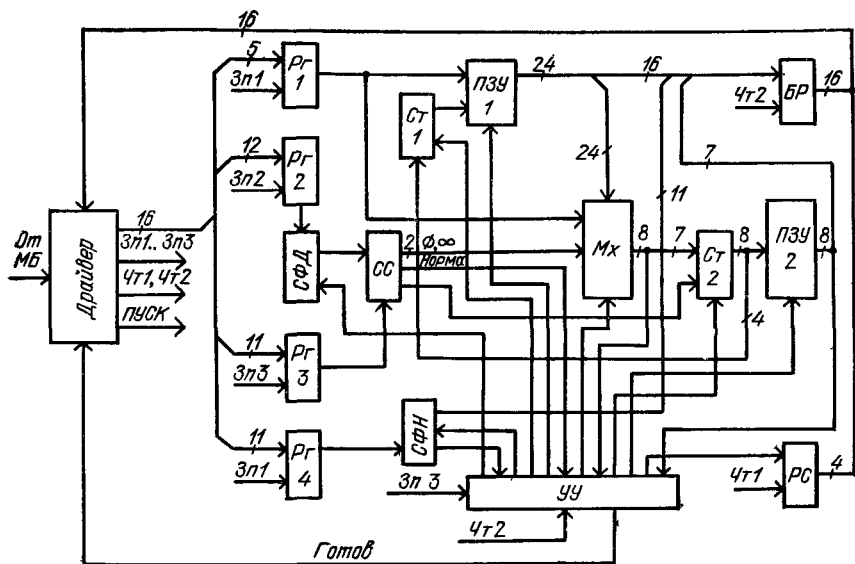 16
5
Рг
1
Зп1
ПЗУ
1
24
16
БР
16
Чт2
Ст
1
12
Рг
2
Зп2
24
11
7
От
МБ
Драйвер
16
Зп1..Зп3
Чт1, Чт2
ПУСК
СФД
СС
2
Ø,∞
Норма
Мх
8
7
Ст
2
8
ПЗУ
2
8
4
11
Рг
3
Зп3
11
Рг
4
Зп1
СФН
Зп 3
УУ
Чт2
РС
4
Чт1
Готов